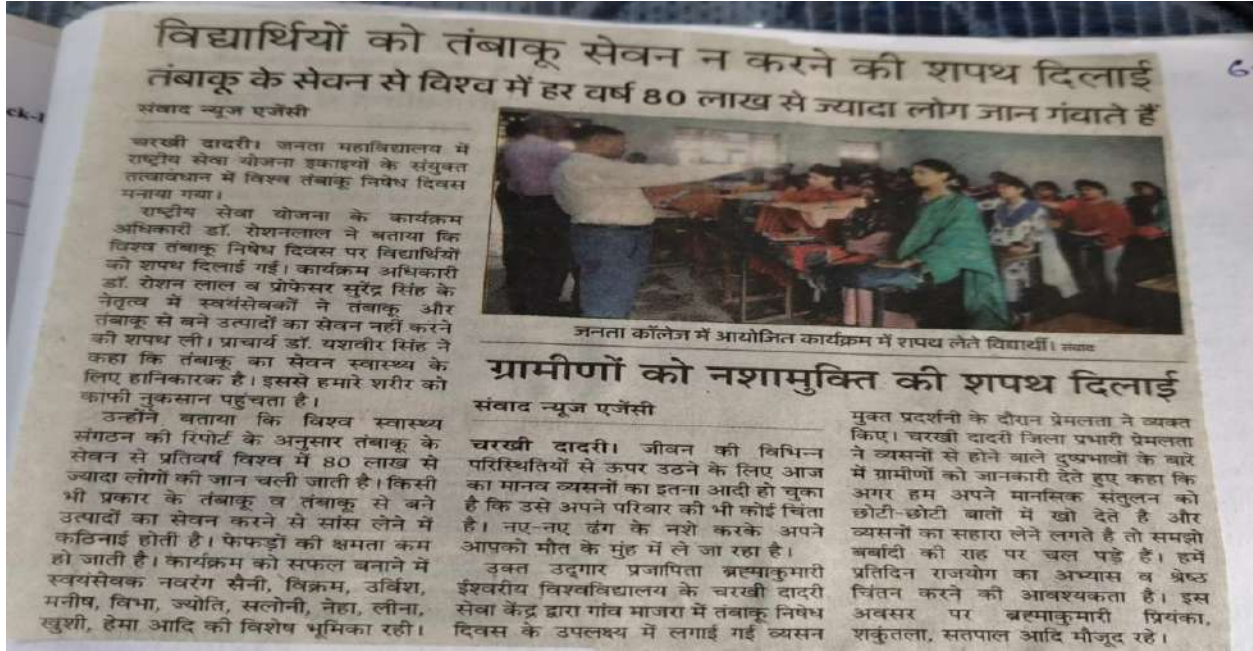 विद्यार्थियों को तंबाकू सेवन न करने की शपथ दिलाई
तंबाकू के सेवन से विश्व में हर वर्ष 80 लाख से ज्यादा लोग जान गंवाते हैं
संवाद न्यूज एजेंसी
चरखी दादरी। जनता महाविद्यालय में
राष्ट्रीय सेवा योजना इकाइयों के संयुक्त
तत्वावधान में विश्व तंबाकू निषेध दिवस
मनाया गया।
राष्ट्रीय सेवा योजना के कार्यक्रम
अधिकारी डॉ. रोशनलाल ने बताया कि
विश्व तंबाकू निषेध दिवस पर विद्यार्थियों
को शपथ दिलाई गई। कार्यक्रम अधिकारी
डॉ. रोशन लाल व प्रोफेसर सुरेंद्र सिंह के
नेतृत्व में स्वयंसेवकों ने तंबाकू और
तंबाकू से बने उत्पादों का सेवन नहीं करने
की शपथ ली। प्राचार्य डॉ. यशवीर सिंह ने
कहा कि तंबाकू का सेवन स्वास्थ्य के
लिए हानिकारक है। इससे हमारे शरीर को
काफी नुकसान पहुंचता है।
उन्होंने बताया कि विश्व स्वास्थ्य
संगठन की रिपोर्ट के अनुसार तंबाकू के
सेवन से प्रतिवर्ष विश्व में 80 लाख से
ज्यादा लोगों की जान चली जाती है। किसी
भी प्रकार के तंबाकू व तंबाकू से बने
उत्पादों का सेवन करने से सांस लेने में
कठिनाई होती है। फेफड़ों की क्षमता कम
हो जाती है। कार्यक्रम को सफल बनाने में
स्वयंसेवक नवरंग सैनी, विक्रम, उर्विश,
मनीष, विभा, ज्योति, सलोनी, नेहा, लीना,
खुशी, हेमा आदि की विशेष भूमिका रही।
जनता कॉलेज में आयोजित कार्यक्रम में शपथ लेते विद्यार्थी। संवाद
ग्रामीणों को नशामुक्ति की शपथ दिलाई
संवाद न्यूज एजेंसी
चरखी दादरी। जीवन की विभिन्न
परिस्थितियों से ऊपर उठने के लिए आज
का मानव व्यसनों का इतना आदी हो चुका
है कि उसे अपने परिवार की भी कोई चिंता
है। नए-नए ढंग के नशे करके अपने
आपको मौत के मुंह में ले जा रहा है।
उक्त उद्गार प्रजापिता ब्रह्माकुमारी
ईश्वरीय विश्वविद्यालय के चरखी दादरी
सेवा केंद्र द्वारा गांव माजरा में तंबाकू निषेध
दिवस के उपलक्ष्य में लगाई गई व्यसन
मुक्त प्रदर्शनी के दौरान प्रेमलता ने व्यक्त
किए। चरखी दादरी जिला प्रभारी प्रेमलता
ने व्यसनों से होने वाले दुष्प्रभावों के बारे
में ग्रामीणों को जानकारी देते हुए कहा कि
अगर हम अपने मानसिक संतुलन को
छोटी-छोटी बातों में खो देते है और
व्यसनों का सहारा लेने लगते है तो समझो
बर्बादी की राह पर चल पड़े हैं। हमें
प्रतिदिन राजयोग का अभ्यास व श्रेष्ठ
चिंतन करने की आवश्यकता है। इस
अवसर पर ब्रह्माकुमारी प्रियंका,
शकुंतला, सतपाल आदि मौजूद रहे।